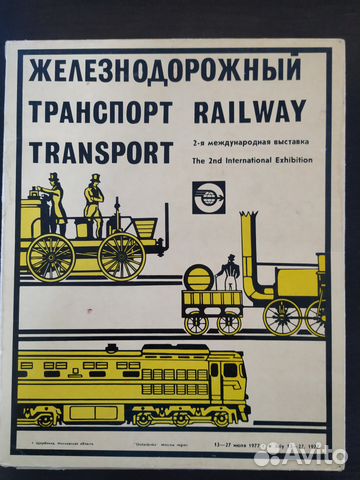 ЖЕЛЕЗНОДОРОЖНЫЙ
ТРАНСПОРТ RAILWAY
2-я международная выставка
TRANSPORT
The 2nd International Exhibition
г. Щербинка, Московская область
13—27 июля 1977
Avito